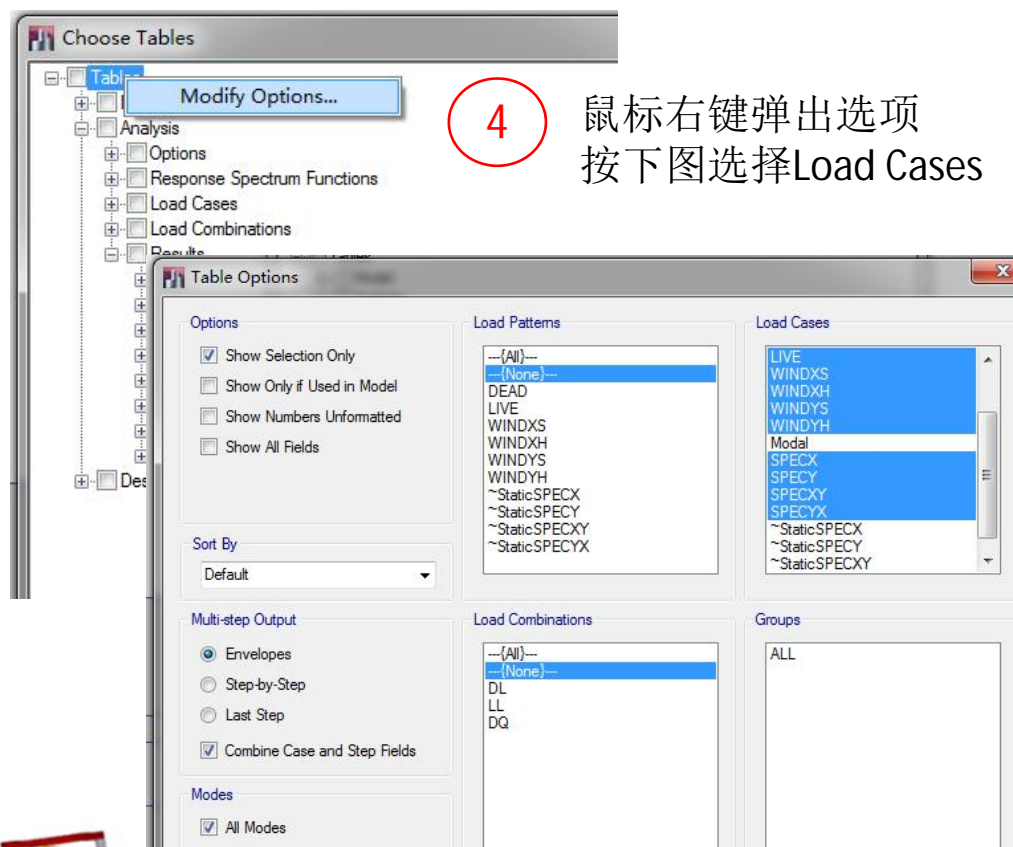 Choose Tables
Modify Options...
Analysis
Options
Response Spectrum Functions
Load Cases
Load Combinations
Results
4
鼠标右键弹出选项
按下图选择Load Cases
Table Options
Options
Show Selection Only
Show Only if Used in Model
Show Numbers Unformatted
Show All Fields
Sort By
Default
Multi-step Output
Envelopes
Step-by-Step
Last Step
Combine Case and Step Fields
Modes
All Modes
Load Patterns
---{All}---
---{None}---
DEAD
LIVE
WINDXS
WINDXH
WINDYS
WINDYH
~StaticSPECX
~StaticSPECY
~StaticSPECXY
~StaticSPECYX
Load Combinations
---{All}---
---{None}---
DL
LL
DQ
Load Cases
LIVE
WINDXS
WINDXH
WINDYS
WINDYH
Modal
SPECX
SPECY
SPECXY
SPECYX
~StaticSPECX
~StaticSPECY
~StaticSPECXY
Groups
ALL